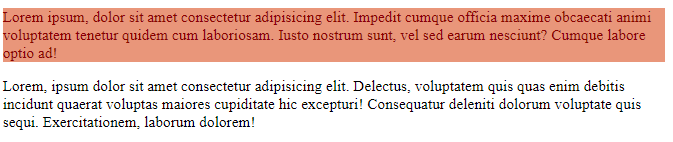 Lorem ipsum, dolor sit amet consectetur adipisicing elit. Impedit cumque officia maxime obcaecati animi
voluptatem tenetur quidem cum laboriosam. Iusto nostrum sunt, vel sed earum nesciunt? Cumque labore
optio ad!
Lorem, ipsum dolor sit amet consectetur adipisicing elit. Delectus, voluptatem quis quas enim debitis
incidunt quaerat voluptas maiores cupiditate hic excepturi! Consequatur deleniti dolorum voluptate quis
sequi. Exercitationem, laborum dolorem!